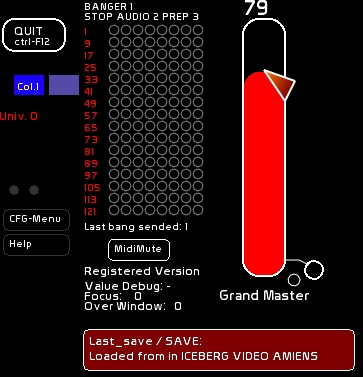 79
BANGER 1
STOP AUDIO 2 PREP 3
QUIT
ctrl-F12
1
9
17
25
33
41
49
57
65
73
81
89
97
105
113
121
Col.1
Univ. 0
CFG-Menu
Help
Last bang sended: 1
MidiMute
Registered Version
Value Debug: -
Focus: 0
Over Window: 0
Grand Master
Last_save / SAVE:
Loaded from in ICEBERG VIDEO AMIENS